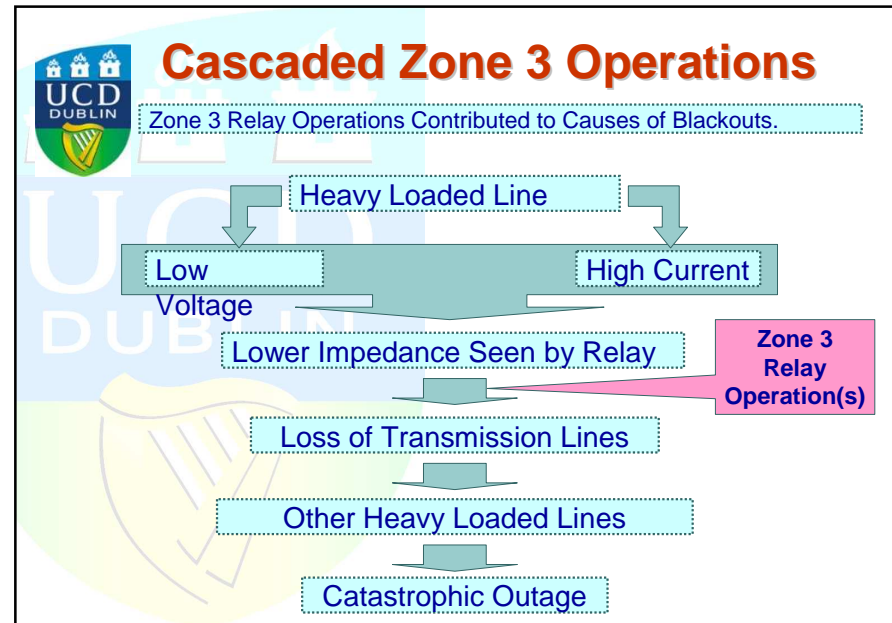 Cascaded Zone 3 Operations
UCD
DUBLIN
Zone 3 Relay Operations Contributed to Causes of Blackouts.
Heavy Loaded Line
Low
Voltage
High Current
UCD
DUBLIN
Lower Impedance Seen by Relay
Zone 3
Relay
Operation(s)
Loss of Transmission Lines
Other Heavy Loaded Lines
Catastrophic Outage